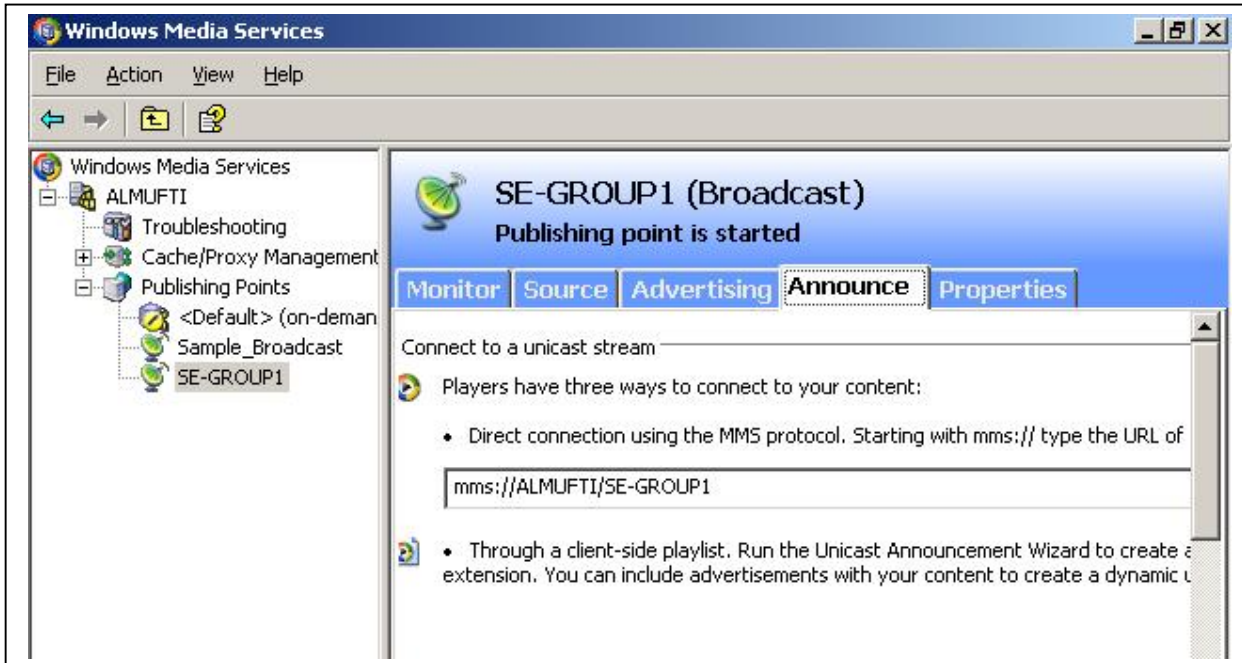 Windows Media Services
File Action View Help
Windows Media Services
ALMUFTI
Troubleshooting
Cache/Proxy Management
Publishing Points
<Default> (on-deman
Sample_Broadcast
SE-GROUP1
SE-GROUP1 (Broadcast)
Publishing point is started
Monitor Source Advertising Announce Properties
Connect to a unicast stream
Players have three ways to connect to your content:
• Direct connection using the MMS protocol. Starting with mms:// type the URL of
mms://ALMUFTI/SE-GROUP1
• Through a client-side playlist. Run the Unicast Announcement Wizard to create a
extension. You can include advertisements with your content to create a dynamic u